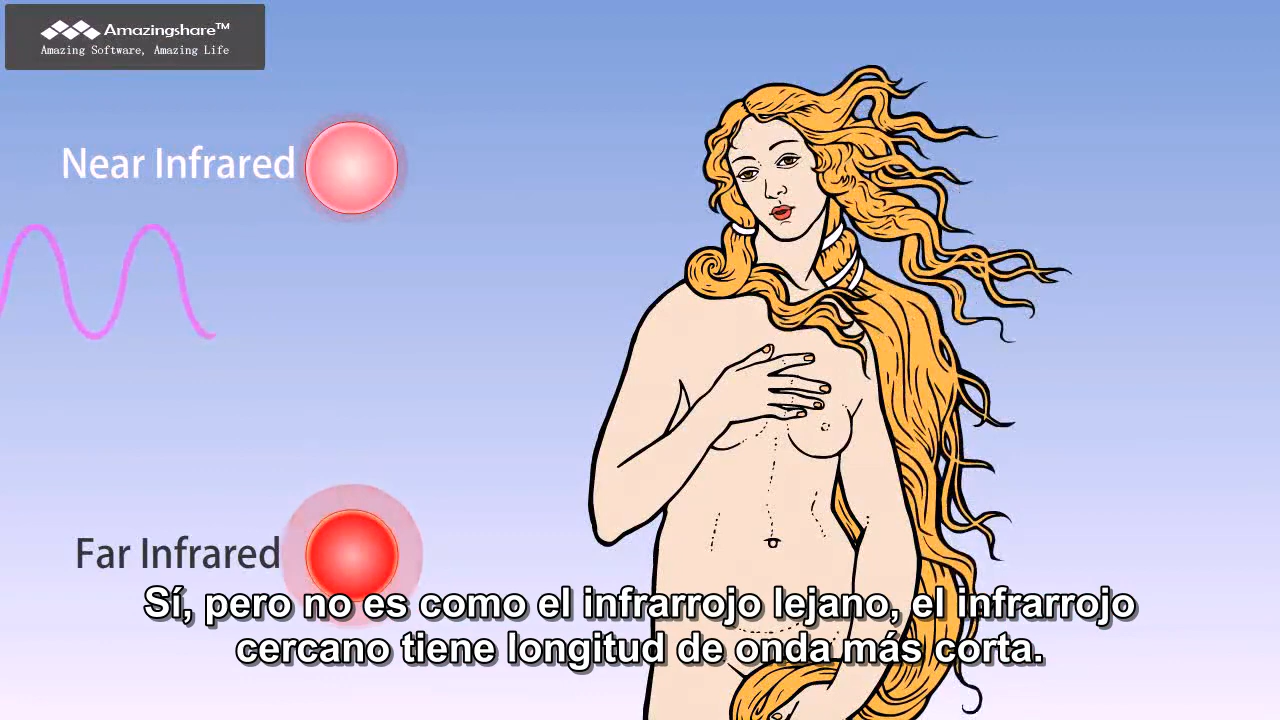 Amazingshare™
Amazing Software, Amazing Life
Near Infrared
Far Infrared
Sí, pero no es como el infrarrojo lejano, el infrarrojo
cercano tiene longitud de onda más corta.